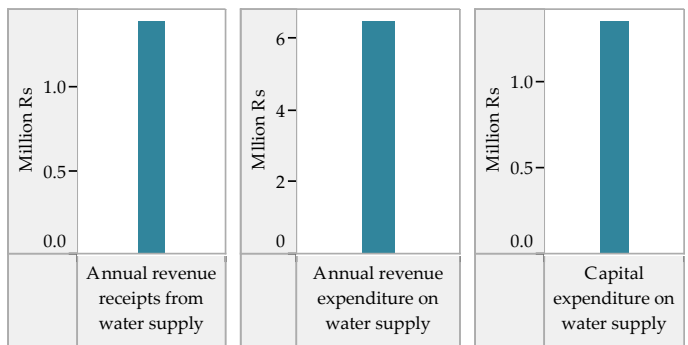 Million Rs
1.0
0.5
0.0
Annual revenue
receipts from
water supply
Mllion Rs
6
4
2
0
Annual revenue
expenditure on
water supply
Million Rs
1.0
0.5
0.0
Capital
expenditure on
water supply